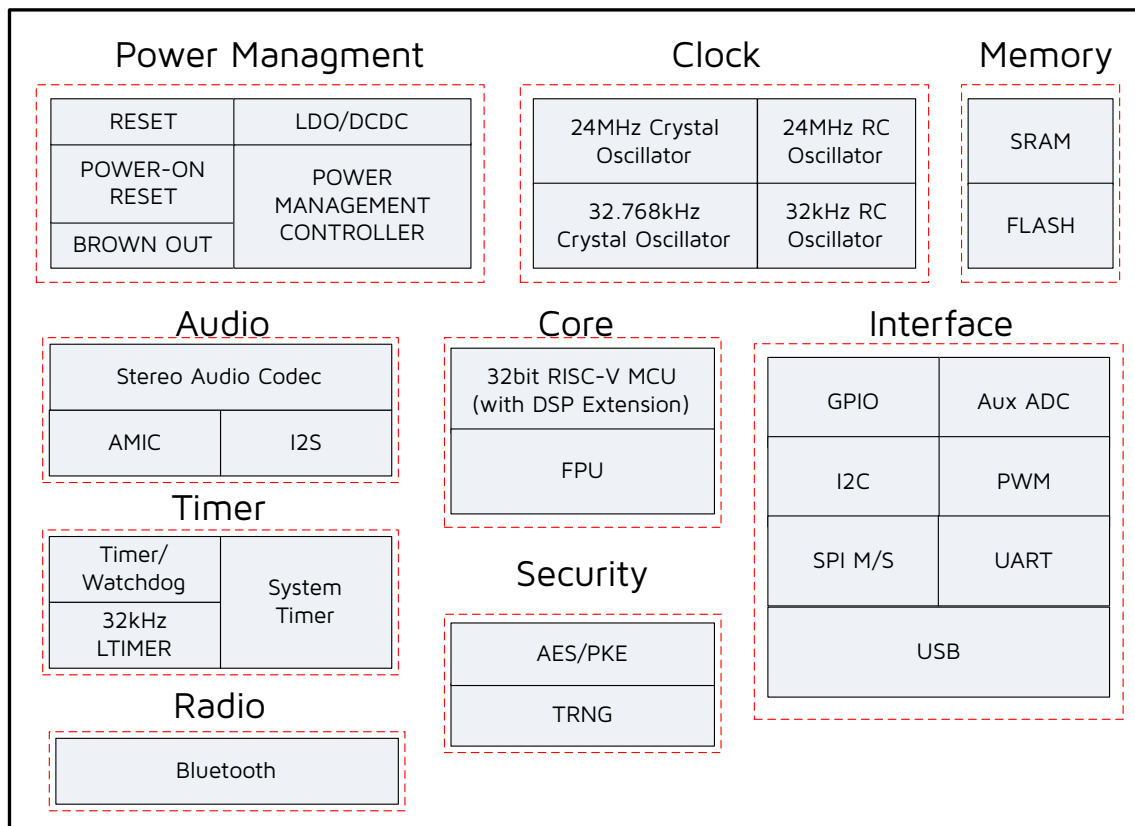 Power Managment
RESET
LDO/DCDC
POWER-ON
RESET
POWER
MANAGEMENT
CONTROLLER
BROWN OUT
Clock
24MHz Crystal
Oscillator
24MHz RC
Oscillator
32.768kHz
Crystal Oscillator
32kHz RC
Oscillator
Memory
SRAM
FLASH
Audio
Stereo Audio Codec
AMIC
I2S
Core
32bit RISC-V MCU
(with DSP Extension)
FPU
Interface
GPIO
Aux ADC
I2C
PWM
SPI M/S
UART
USB
Timer
Timer/
Watchdog
System
Timer
32kHz
LTIMER
Security
AES/PKE
TRNG
Radio
Bluetooth